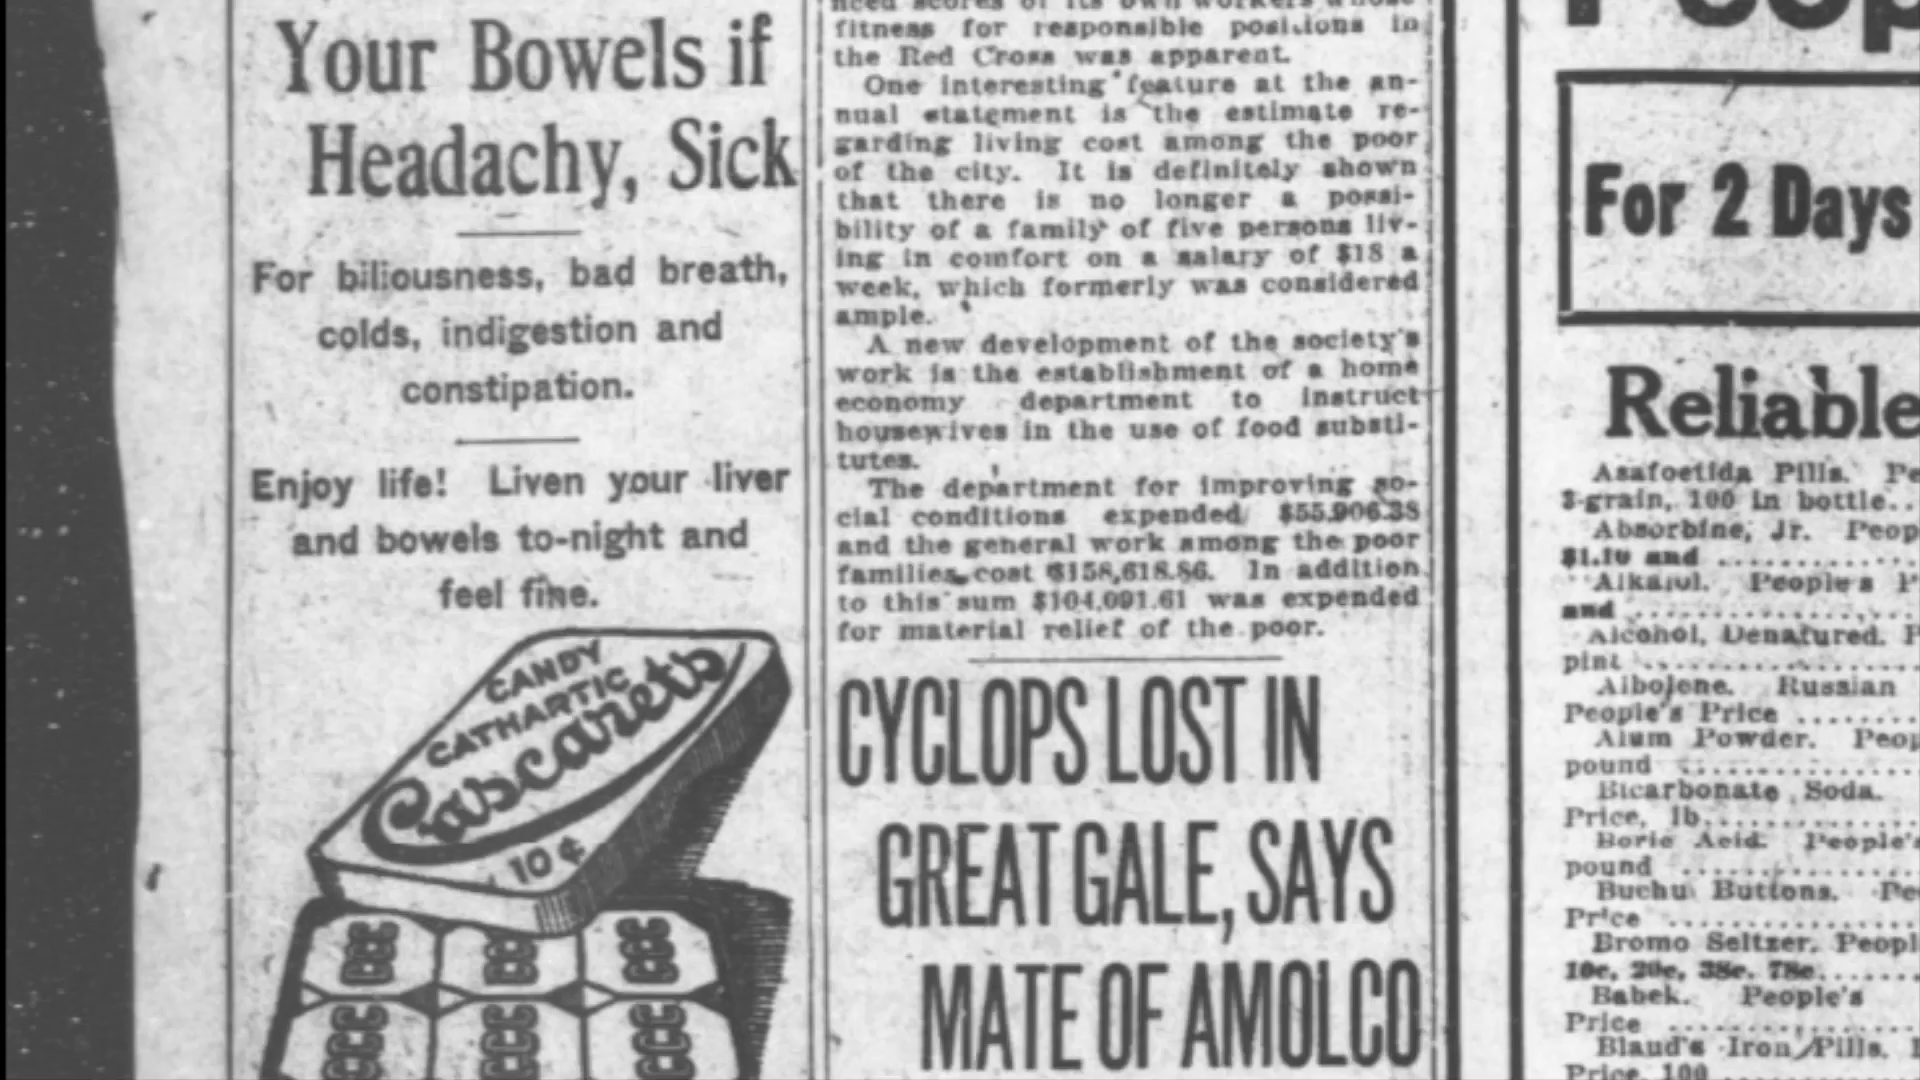 Your Bowels if
Headachy, Sick
For biliousness, bad breath,
colds, indigestion and
constipation.
Enjoy life! Liven your liver
and bowels to-night and
feel fine.
CANDY
CATHARTIC
Cascarets
10¢
need scores of its own workers whose
fitness for responsible positions in
the Red Cross was apparent.
One interesting feature at the an-
nual statement is the estimate re-
garding living cost among the poor
of the city. It is definitely shown
that there is no longer a possi-
bility of a family of five persons liv-
ing in comfort on a salary of $18 a
week, which formerly was considered
ample.
A new development of the society's
work is the establishment of a home
economy department to instruct
housewives in the use of food substi-
tutes.
The department for improving so-
cial conditions expended $55,906.38
and the general work among the poor
families cost $158,618.86. In addition
to this sum $104,091.61 was expended
for material relief of the poor.
CYCLOPS LOST IN
GREAT GALE, SAYS
MATE OF AMOLCO
For 2 Days
Reliable
Asafoetida Pills. Pe
3-grain, 100 in bottle..
Absorbine, Jr. Peop
$1.10 and
People's P
and
Alcohol, Denatured. P
pint
Albolene. Russian
People's Price
Alum Powder. Peop
pound
Bicarbonate Soda.
Price, lb.
Boric Acid. People's
pound
Buchu Buttons. Pe
Price
Bromo Seltzer. Peopl
10c, 20c, 38c, 78c
Babek. People's
Price
Blaud's Iron Pills.
Price, 100